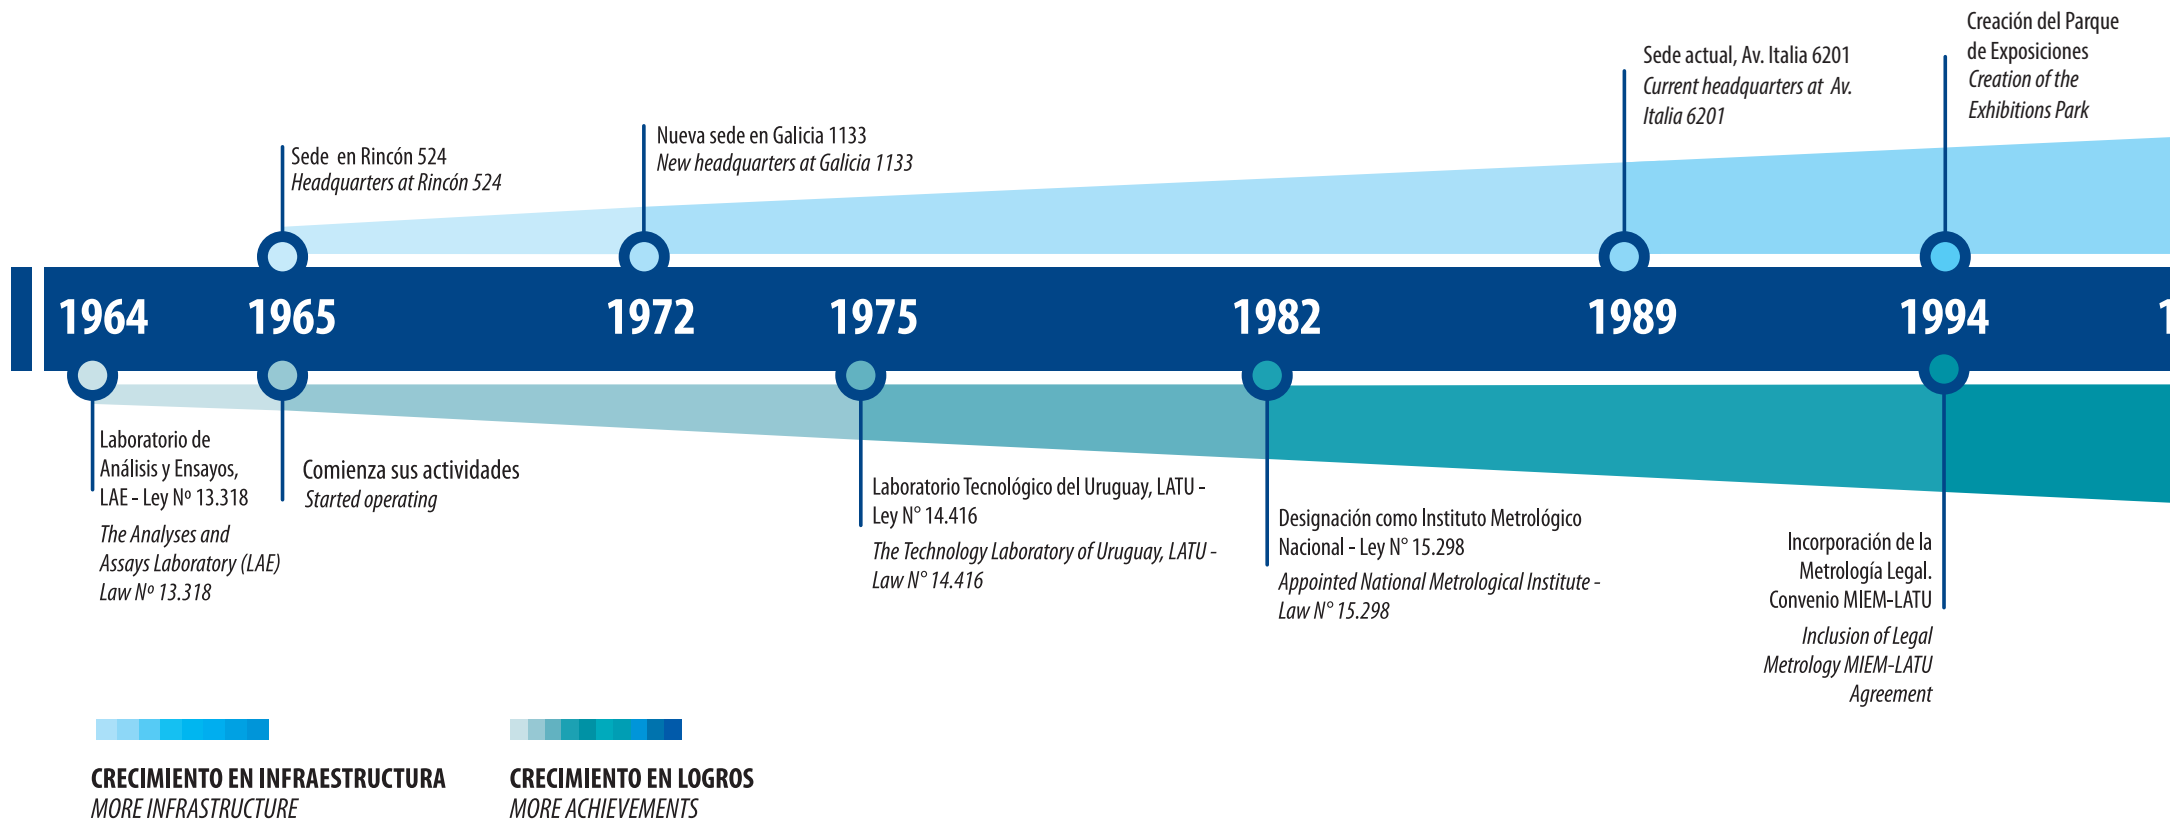 Creación del Parque
de Exposiciones
Creation of the
Exhibitions Park
Sede actual, Av. Italia 6201
Current headquarters at Av.
Italia 6201
Nueva sede en Galicia 1133
New headquarters at Galicia 1133
Sede en Rincón 524
Headquarters at Rincón 524
1964
1965
1972
1975
1982
1989
1994
Laboratorio de
Análisis y Ensayos,
LAE - Ley Nº 13.318
The Analyses and
Assays Laboratory (LAE)
Law Nº 13.318
Comienza sus actividades
Started operating
Laboratorio Tecnológico del Uruguay, LATU -
Ley N° 14.416
The Technology Laboratory of Uruguay, LATU -
Law N° 14.416
Designación como Instituto Metrológico
Nacional - Ley N° 15.298
Appointed National Metrological Institute -
Law N° 15.298
Incorporación de la
Metrología Legal.
Convenio MIEM-LATU
Inclusion of Legal
Metrology MIEM-LATU
Agreement
CRECIMIENTO EN INFRAESTRUCTURA
MORE INFRASTRUCTURE
CRECIMIENTO EN LOGROS
MORE ACHIEVEMENTS